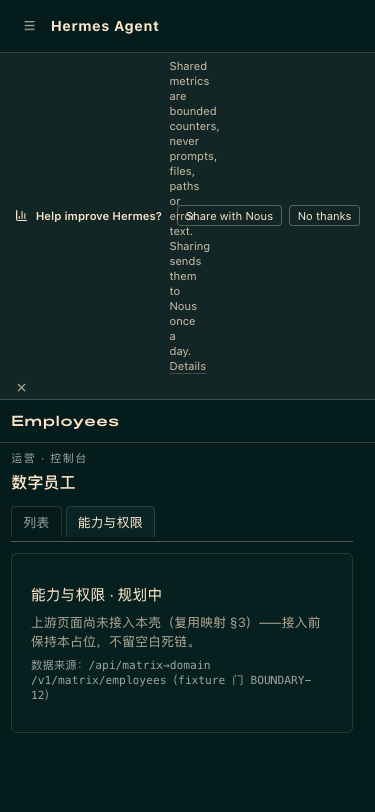 Hermes Agent
Shared
metrics
are
bounded
counters,
never
prompts,
files,
paths
or
error
text.
Sharing
sends
them
to
Nous
once
a
day.
Details
Help improve Hermes?
Share with Nous
No thanks
Employees
运营 · 控制台
数字员工
列表
能力与权限
能力与权限 · 规划中
上游页面尚未接入本壳（复用映射 §3）——接入前
保持本占位，不留空白死链。
数据来源: /api/matrix→domain
/v1/matrix/employees (fixture 门 BOUNDARY-
12)